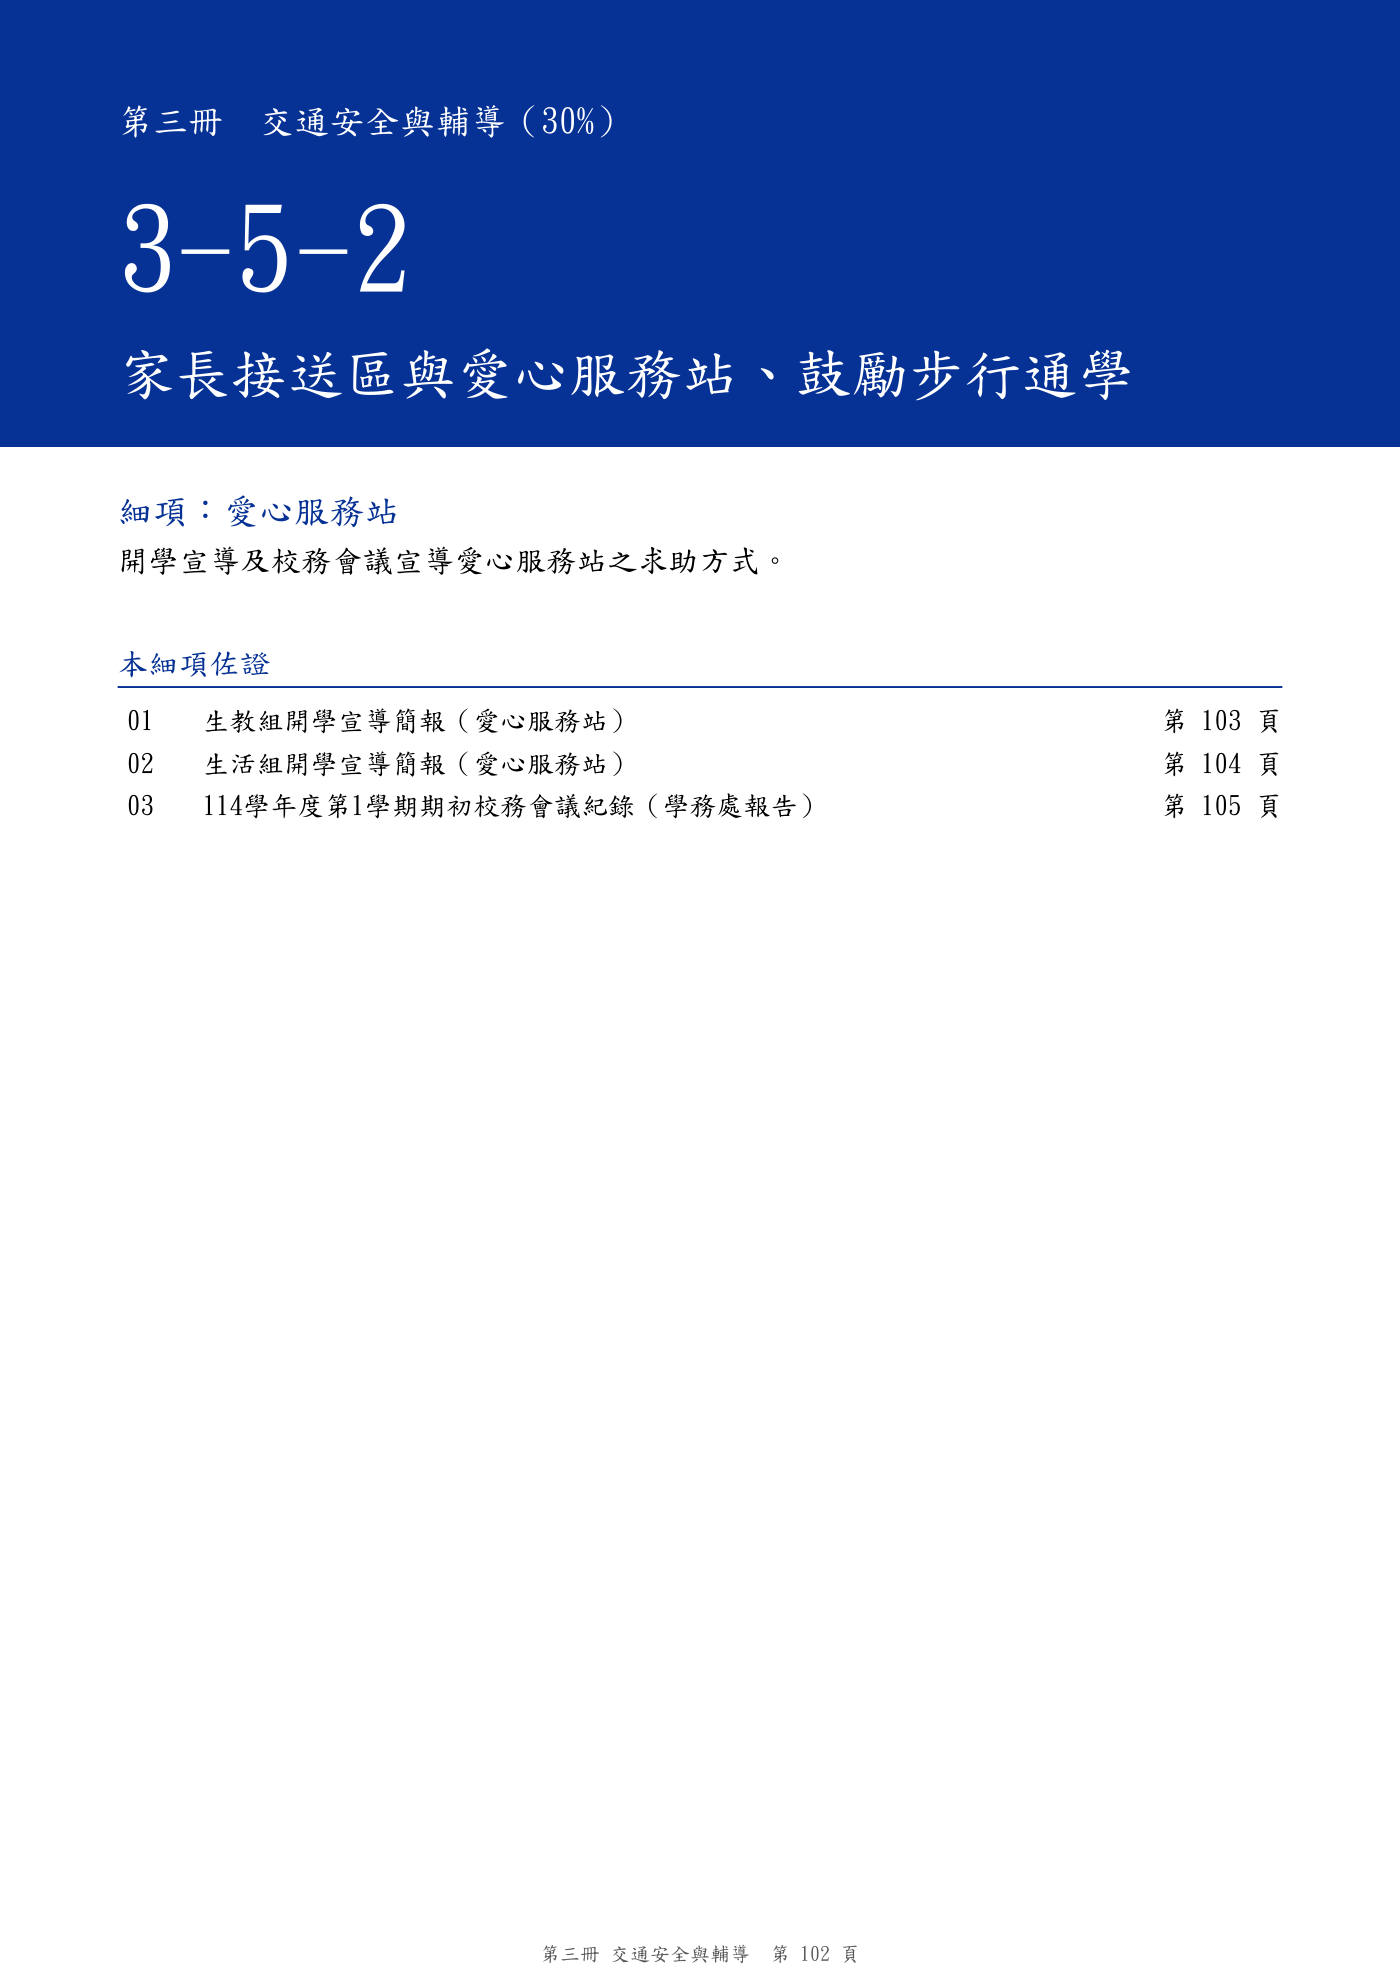 第三冊　交通安全與輔導（30%）
3-5-2
家長接送區與愛心服務站、鼓勵步行通學
細項：愛心服務站
開學宣導及校務會議宣導愛心服務站之求助方式。
本細項佐證
01 生教組開學宣導簡報（愛心服務站） 第 103 頁
02 生活組開學宣導簡報（愛心服務站） 第 104 頁
03 114學年度第1學期期初校務會議紀錄（學務處報告） 第 105 頁
第三冊 交通安全與輔導　第 102 頁